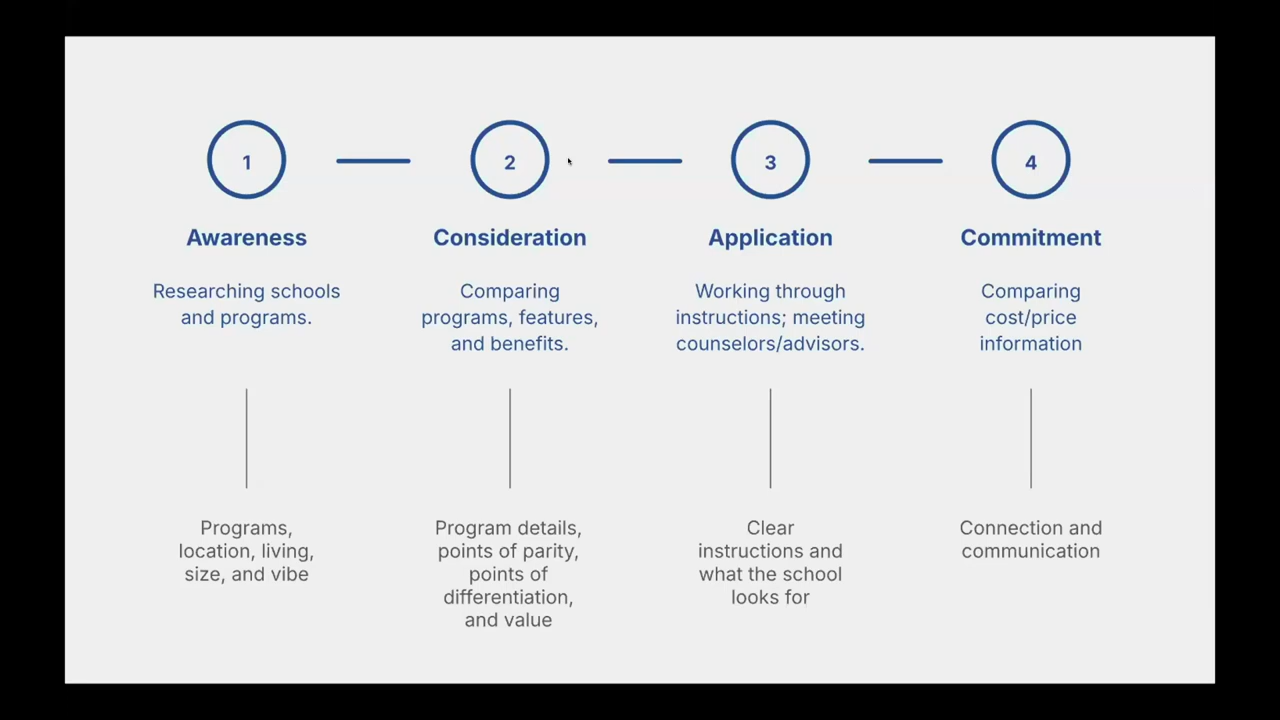 1
2
3
4
Awareness
Consideration
Application
Commitment
Researching schools
and programs.
Comparing
programs, features,
and benefits.
Working through
instructions; meeting
counselors/advisors.
Comparing
cost/price
information
Programs,
location, living,
size, and vibe
Program details,
points of parity,
points of
differentiation,
and value
Clear
instructions and
what the school
looks for
Connection and
communication